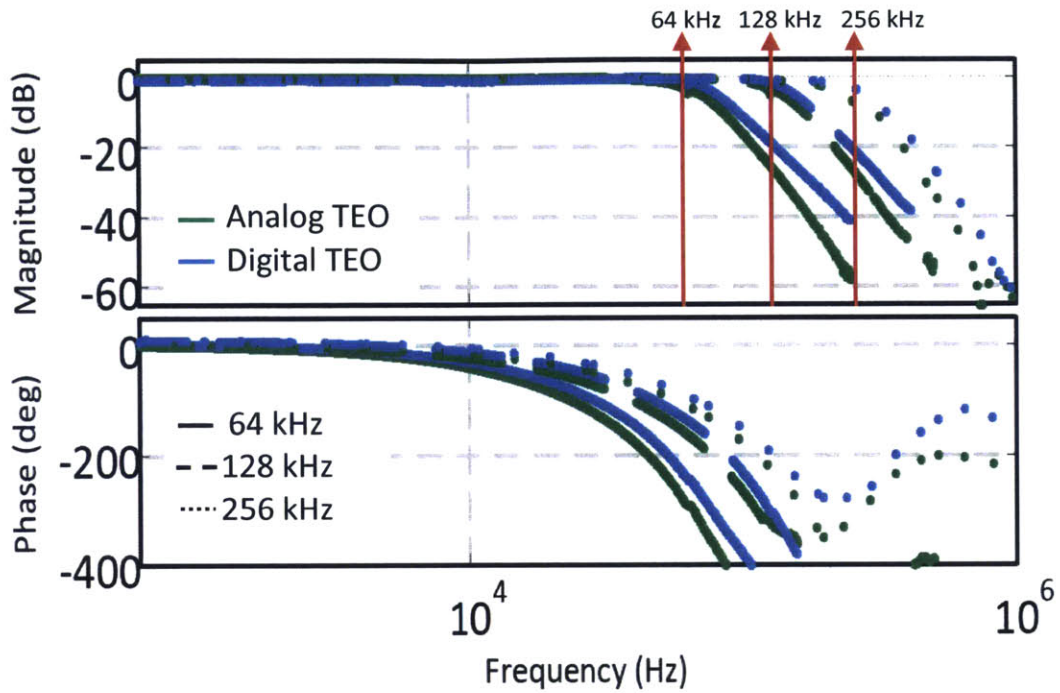 64 kHz 128 kHz 256 kHz
Magnitude (dB)
0
-20
-40
-60
Analog TEO
Digital TEO
Phase (deg)
0
-200
-400
64 kHz
128 kHz
256 kHz
10^4
10^6
Frequency (Hz)